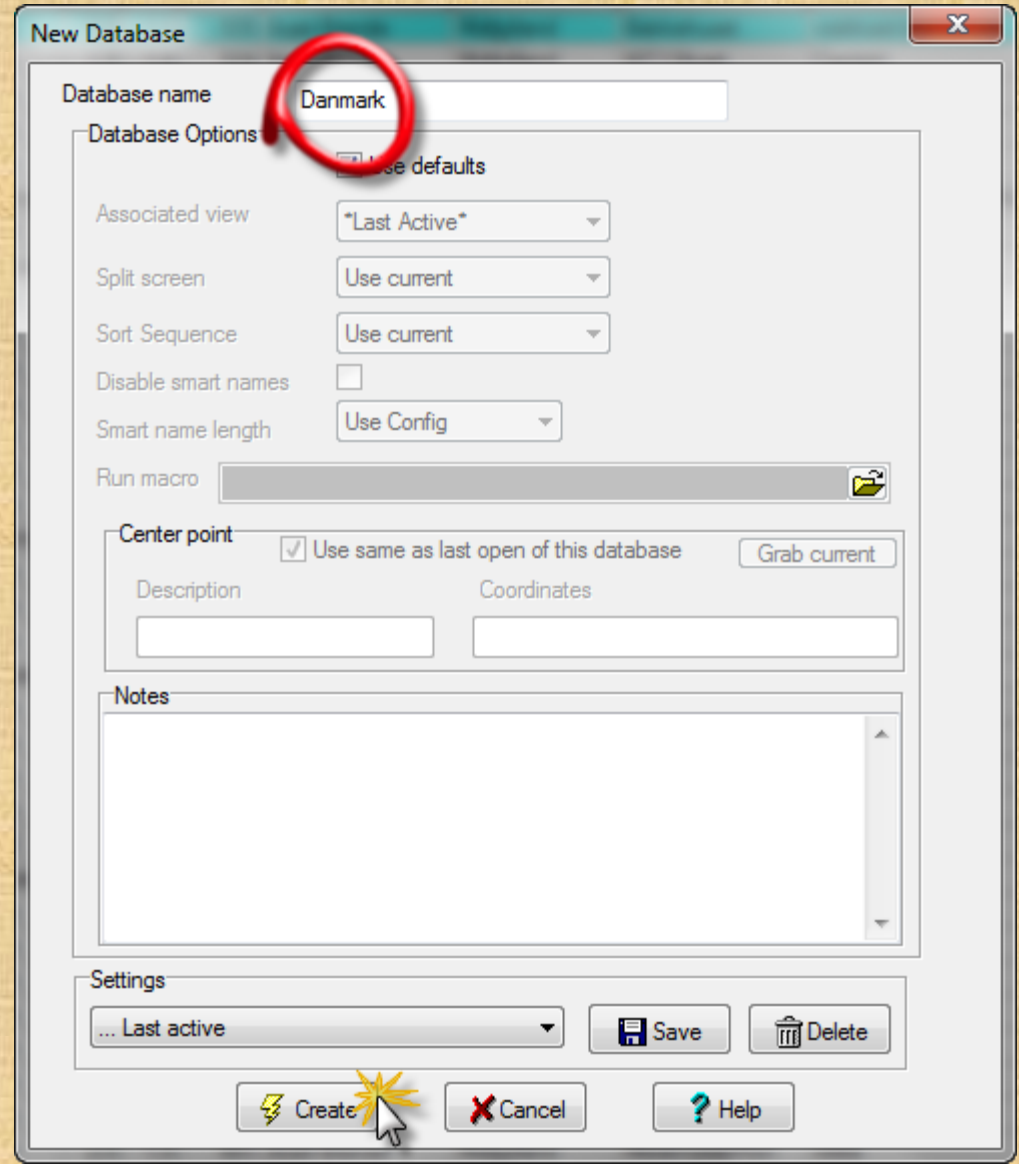 New Database
Database name Danmark
Database Options
Use defaults
Associated view *Last Active*
Split screen Use current
Sort Sequence Use current
Disable smart names
Smart name length Use Config
Run macro
Center point
Use same as last open of this database Grab current
Description Coordinates
Notes
Settings
... Last active Save Delete
Create Cancel ? Help